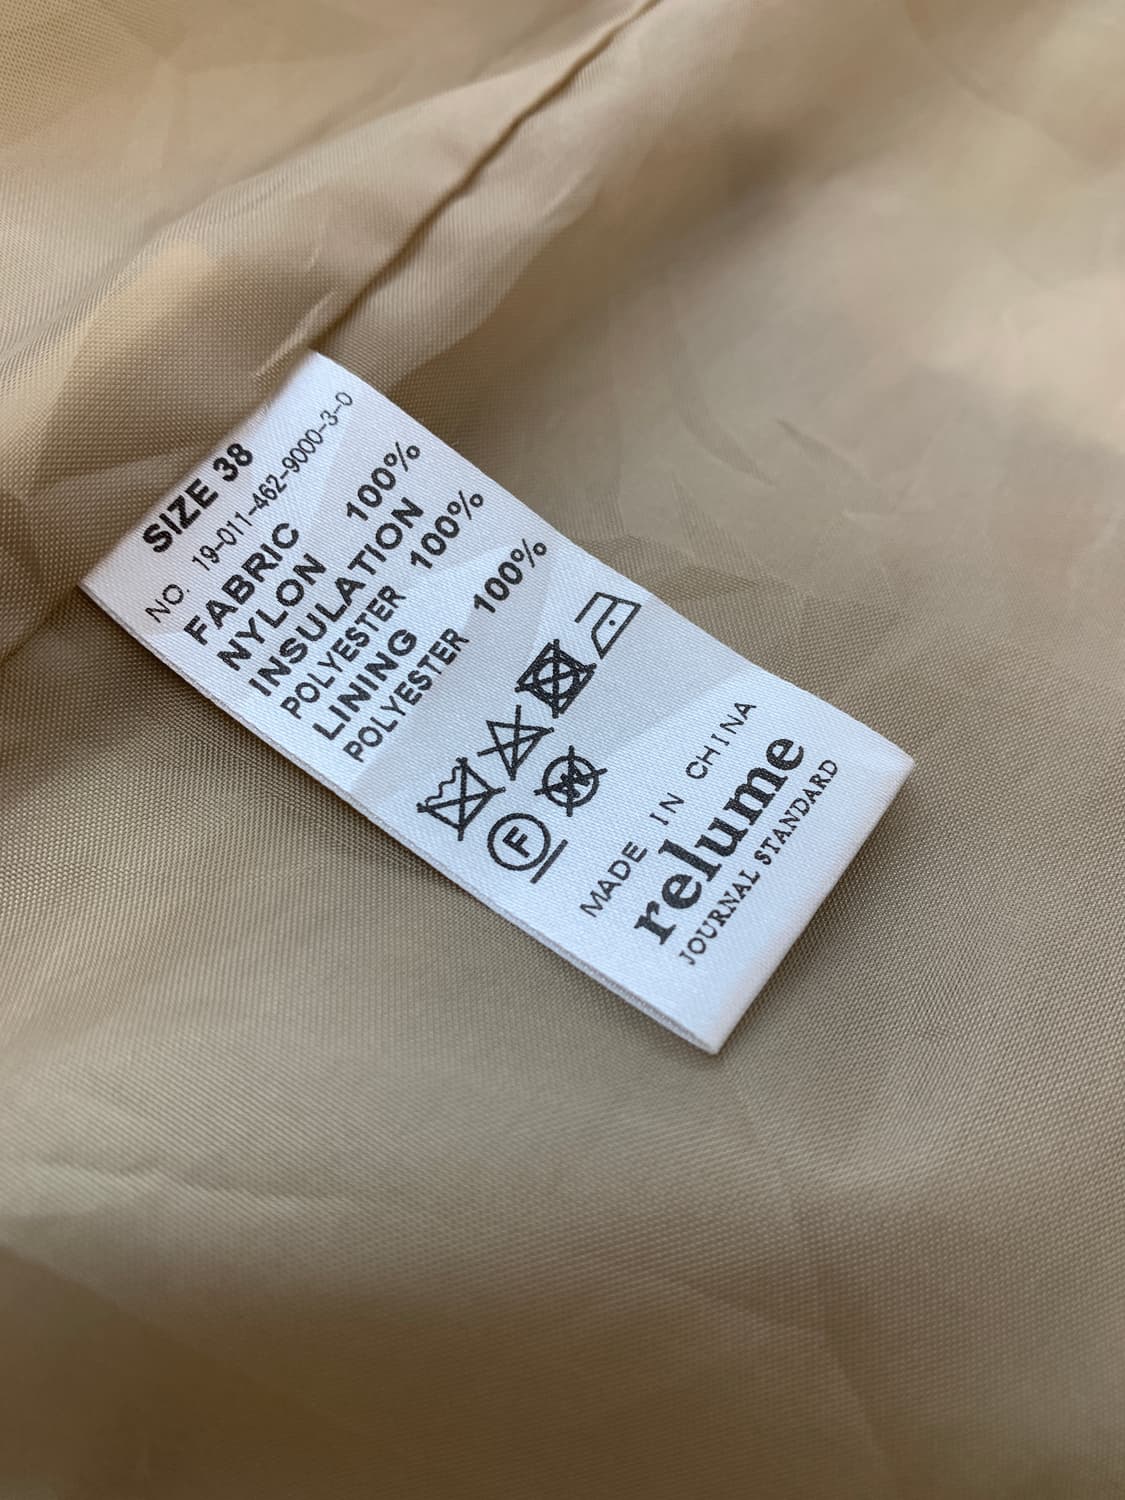 SIZE 38
NO. 19-011-462-9000-3-0
FABRIC
NYLON 100%
INSULATION
POLYESTER 100%
LINING
POLYESTER 100%
W
F
MADE IN CHINA
relume
JOURNAL STANDARD